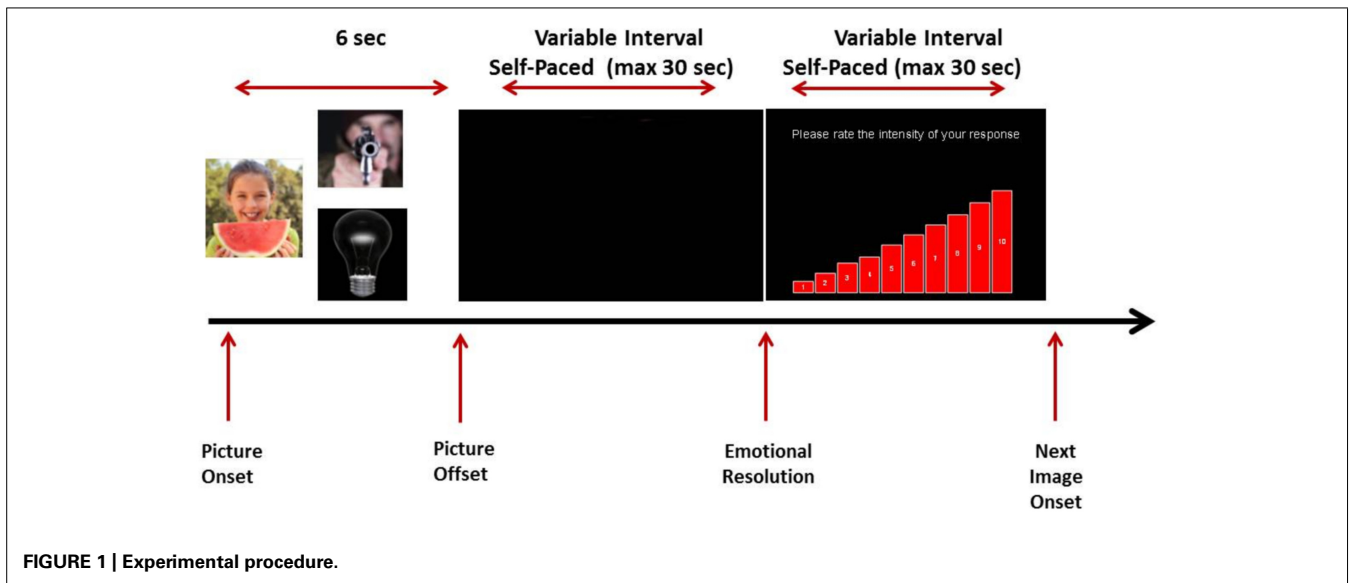 6 sec
Variable Interval
Self-Paced (max 30 sec)
Variable Interval
Self-Paced (max 30 sec)
Please rate the intensity of your response
1 2 3 4 5 6 7 8 9 10
Picture
Onset
Picture
Offset
Emotional
Resolution
Next
Image
Onset
FIGURE 1 | Experimental procedure.